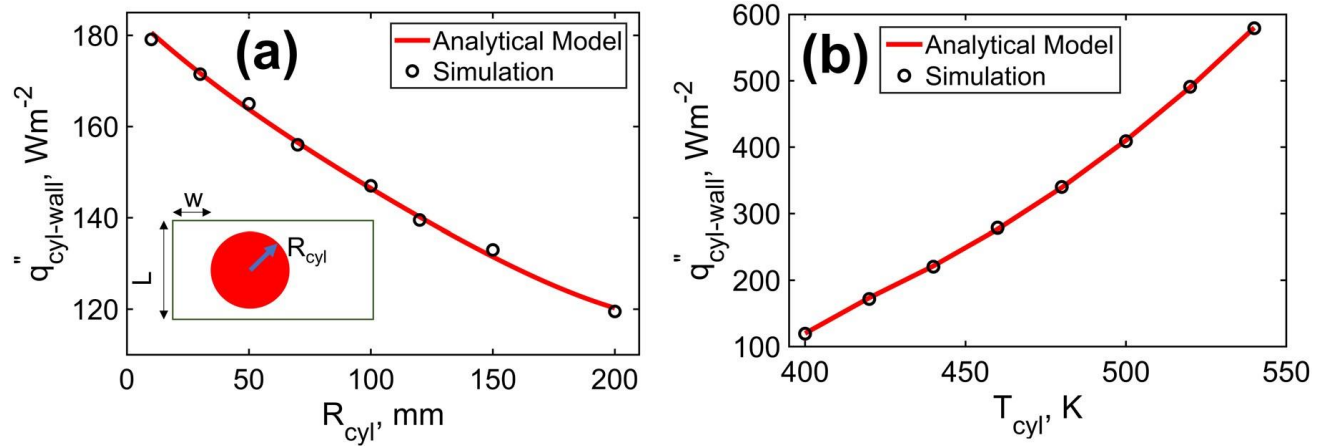 (a)
Analytical Model
Simulation
180
160
140
120
q"cyl-wall, Wm-2
w
L
Rcyl
0
50
100
150
200
Rcyl, mm
(b)
Analytical Model
Simulation
600
500
400
300
200
100
q"cyl-wall, Wm-2
400
450
500
550
Tcyl, K